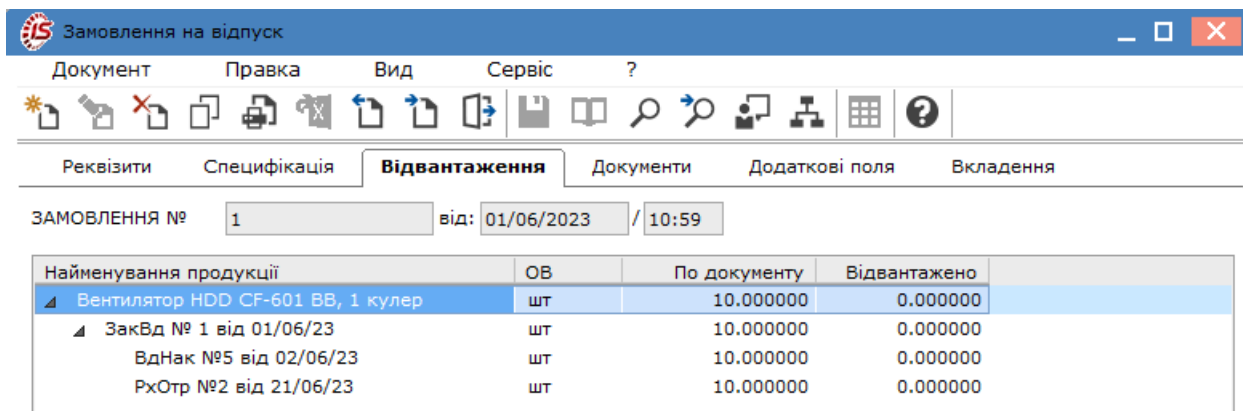 iS Замовлення на відпуск
Документ Правка Вид Сервіс ?
Реквізити Специфікація Відвантаження Документи Додаткові поля Вкладення
ЗАМОВЛЕННЯ № 1 від: 01/06/2023 / 10:59
Найменування продукції ОВ По документу Відвантажено
Вентилятор HDD CF-601 BB, 1 кулер шт 10.000000 0.000000
ЗакВд № 1 від 01/06/23 шт 10.000000 0.000000
ВдНак №5 від 02/06/23 шт 10.000000 0.000000
РхОтр №2 від 21/06/23 шт 10.000000 0.000000